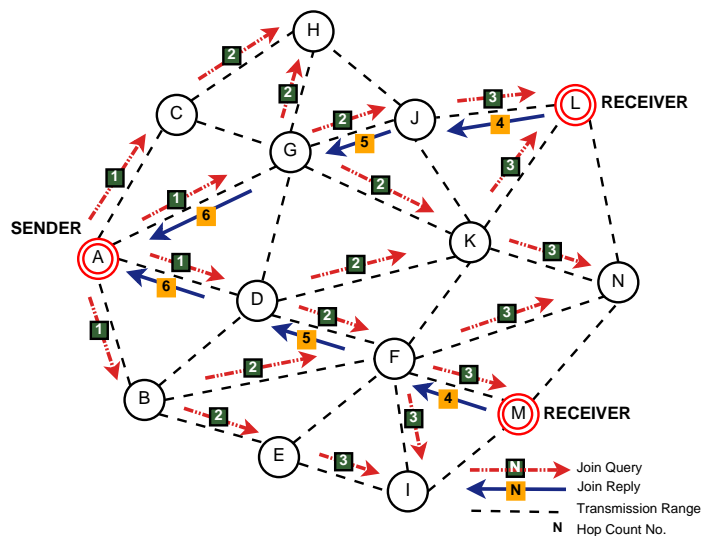 H
2
C
2
2
J
3
L
RECEIVER
4
5
G
3
1
2
1
6
SENDER
A
K
1
2
3
6
D
N
1
2
3
5
F
2
3
B
4
M
RECEIVER
2
3
E
3
I
N Join Query
N Join Reply
Transmission Range
N Hop Count No.